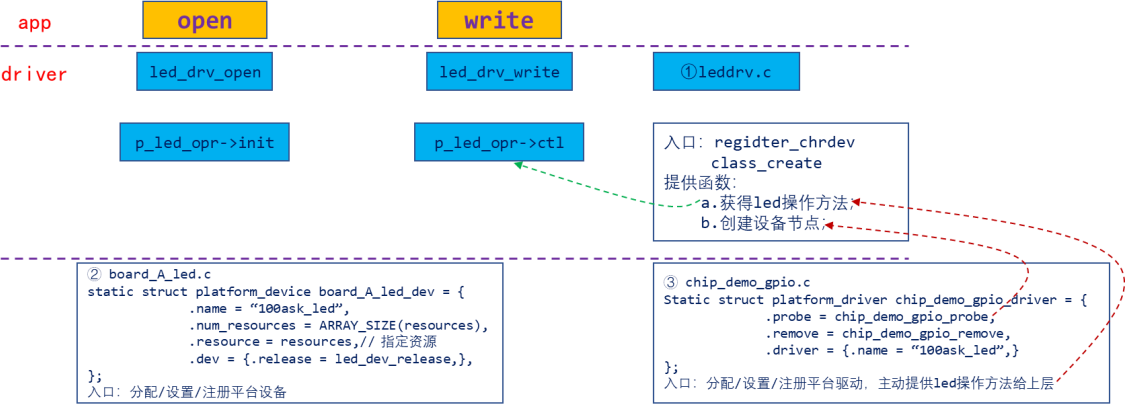 app
open
write
driver
led_drv_open
led_drv_write
①leddrv.c
p_led_opr->init
p_led_opr->ctl
入口：regidter_chrdev
class_create
提供函数：
a.获得led操作方法；
b.创建设备节点；
② board_A_led.c
static struct platform_device board_A_led_dev = {
.name = “100ask_led”,
.num_resources = ARRAY_SIZE(resources),
.resource = resources,// 指定资源
.dev = {.release = led_dev_release,},
};
入口：分配/设置/注册平台设备
③ chip_demo_gpio.c
Static struct platform_driver chip_demo_gpio_driver = {
.probe = chip_demo_gpio_probe,
.remove = chip_demo_gpio_remove,
.driver = {.name = “100ask_led”,}
};
入口：分配/设置/注册平台驱动，主动提供led操作方法给上层